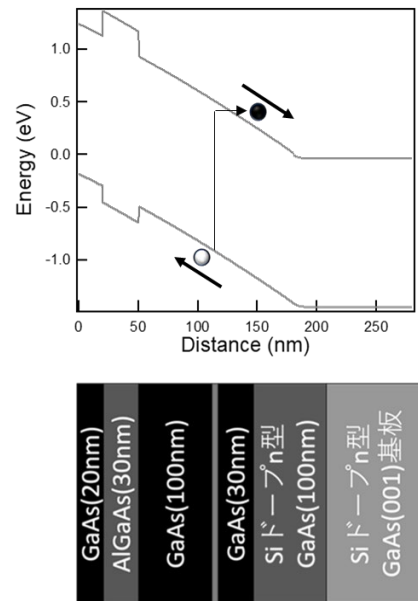 1.0
0.5
0.0
-0.5
-1.0
Energy (eV)
0
50
100
150
200
250
Distance (nm)
GaAs(20nm)
AlGaAs(30nm)
GaAs(100nm)
GaAs(30nm)
Siドープn型
GaAs(100nm)
Siドープn型
GaAs(001)基板